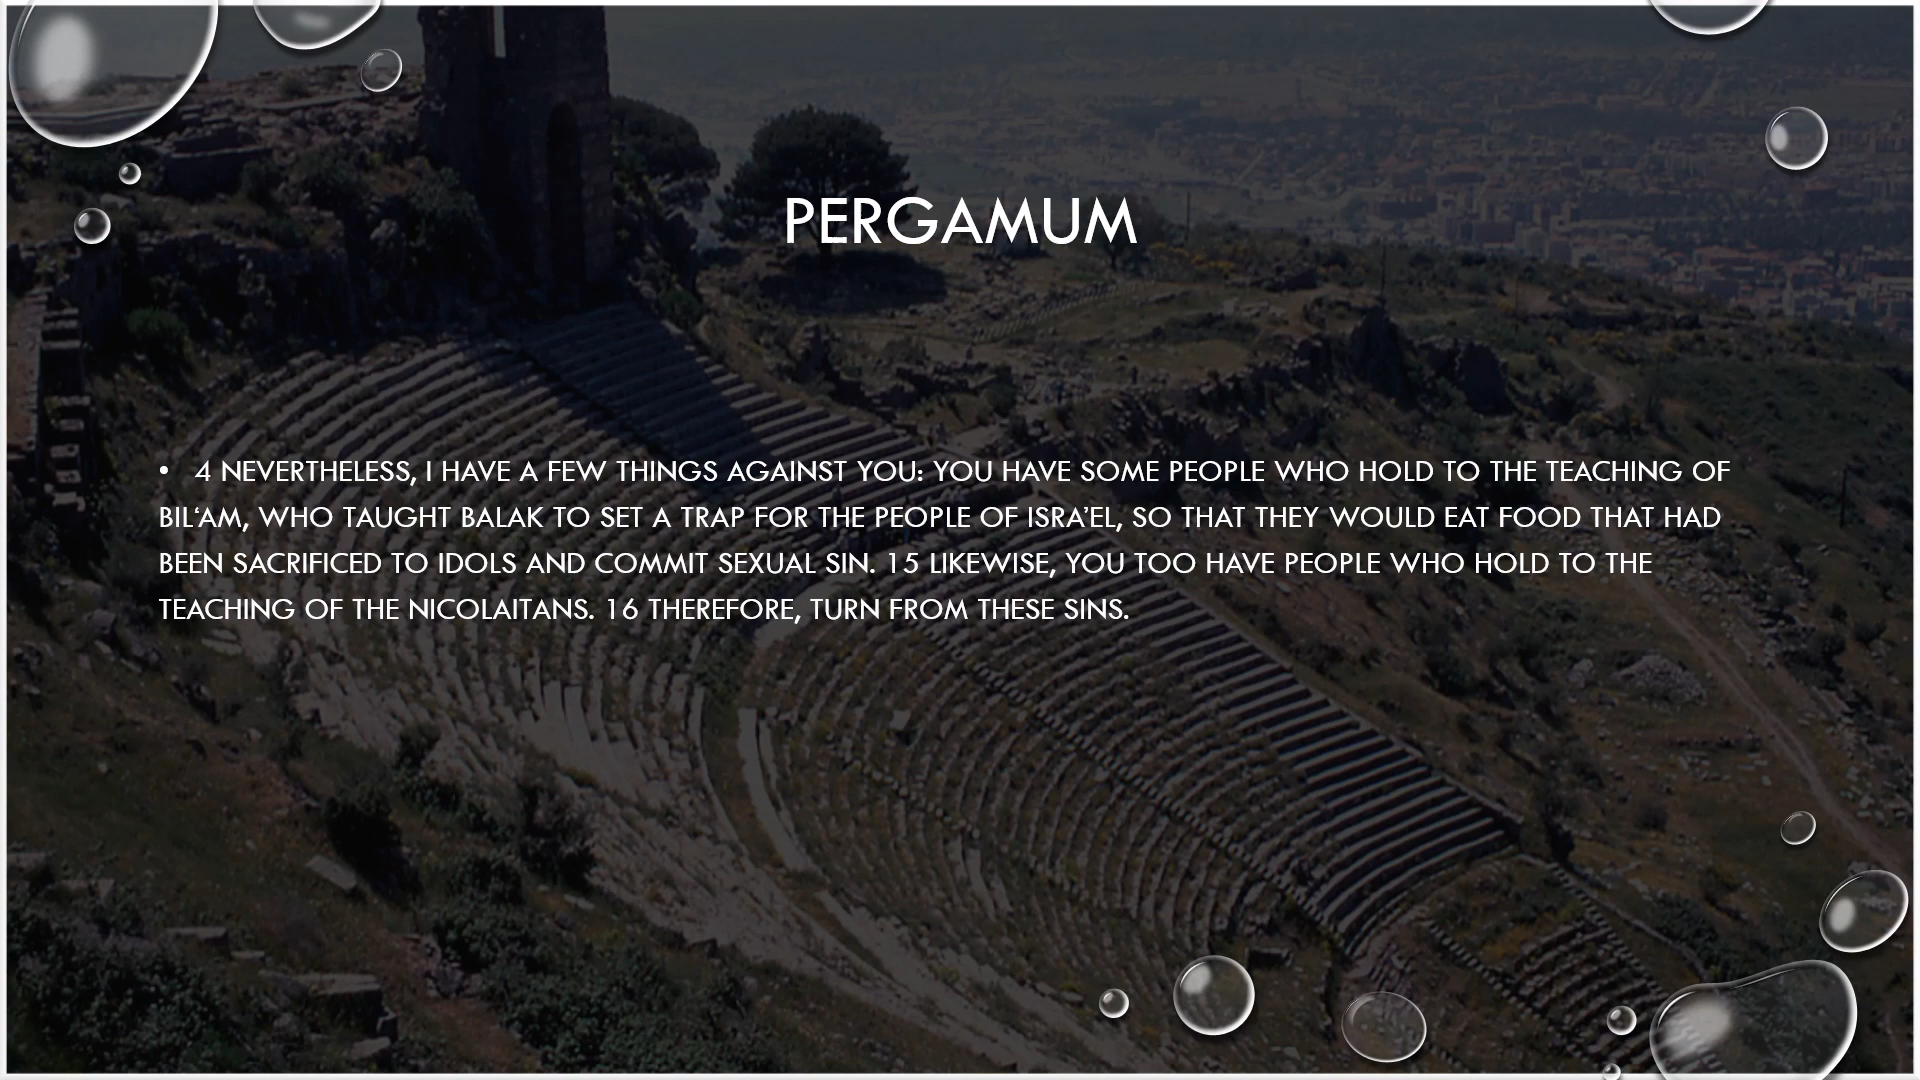 PERGAMUM
• 4 NEVERTHELESS, I HAVE A FEW THINGS AGAINST YOU: YOU HAVE SOME PEOPLE WHO HOLD TO THE TEACHING OF
BIL‘AM, WHO TAUGHT BALAK TO SET A TRAP FOR THE PEOPLE OF ISRA’EL, SO THAT THEY WOULD EAT FOOD THAT HAD
BEEN SACRIFICED TO IDOLS AND COMMIT SEXUAL SIN. 15 LIKEWISE, YOU TOO HAVE PEOPLE WHO HOLD TO THE
TEACHING OF THE NICOLAITANS. 16 THEREFORE, TURN FROM THESE SINS.